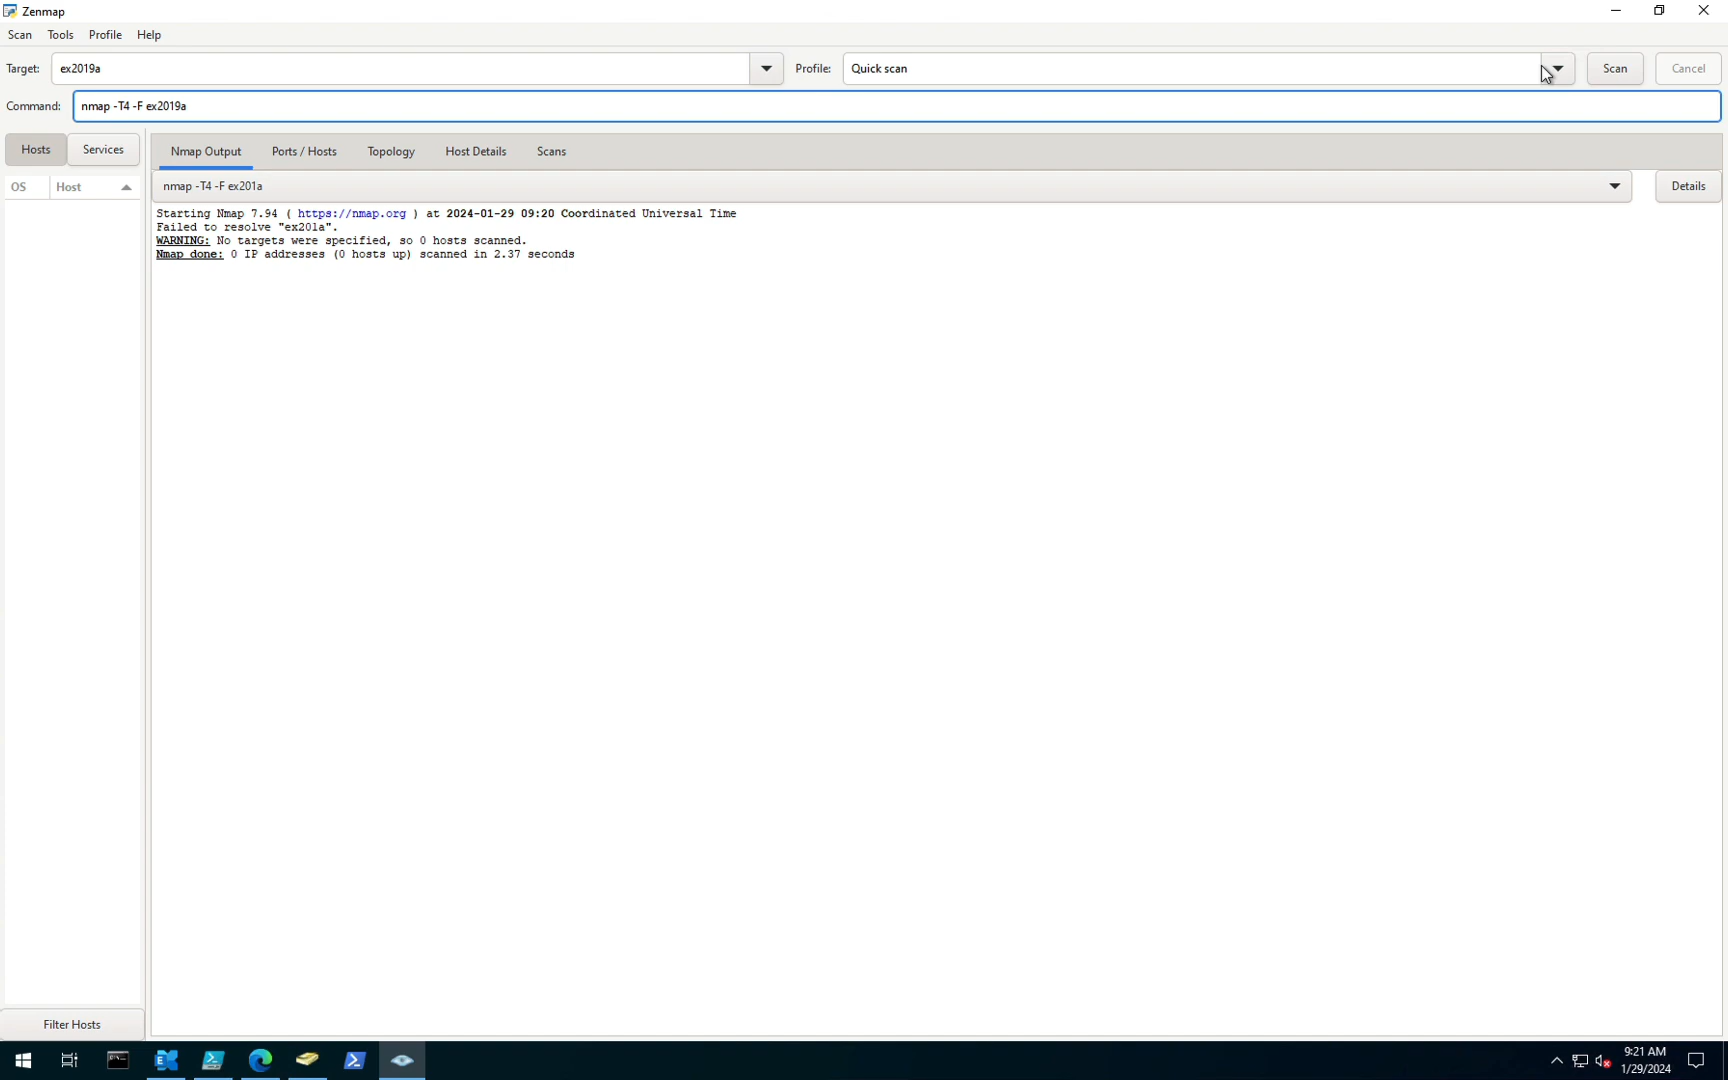 Zenmap
Scan Tools Profile Help
Target: ex2019a Profile: Quick scan Scan Cancel
Command: nmap -T4 -F ex2019a
Hosts Services Nmap Output Ports / Hosts Topology Host Details Scans
OS Host nmap -T4 -F ex201a Details
Starting Nmap 7.94 ( https://nmap.org ) at 2024-01-29 09:20 Coordinated Universal Time
Failed to resolve "ex201a".
WARNING: No targets were specified, so 0 hosts scanned.
Nmap done: 0 IP addresses (0 hosts up) scanned in 2.37 seconds
Filter Hosts
9:21 AM
1/29/2024